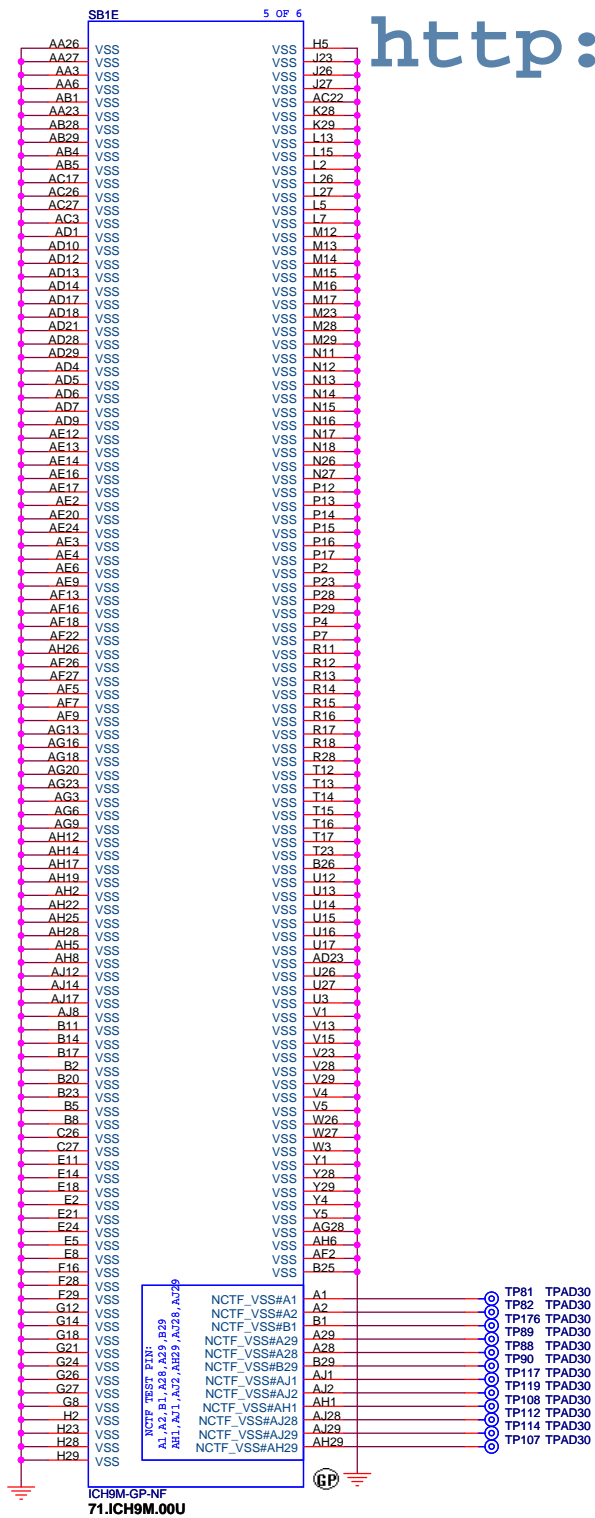 SB1E 5 OF 6
http:
AA26 VSS VSS H5
AA27 VSS VSS J23
AA3 VSS VSS J26
AA6 VSS VSS J27
AB1 VSS VSS AC22
AA23 VSS VSS K28
AB28 VSS VSS K29
AB29 VSS VSS L13
AB4 VSS VSS L15
AB5 VSS VSS L2
AC17 VSS VSS L26
AC26 VSS VSS L27
AC27 VSS VSS L5
AC3 VSS VSS L7
AD1 VSS VSS M12
AD10 VSS VSS M13
AD12 VSS VSS M14
AD13 VSS VSS M15
AD14 VSS VSS M16
AD17 VSS VSS M17
AD18 VSS VSS M23
AD21 VSS VSS M28
AD28 VSS VSS M29
AD29 VSS VSS N11
AD4 VSS VSS N12
AD5 VSS VSS N13
AD6 VSS VSS N14
AD7 VSS VSS N15
AD9 VSS VSS N16
AE12 VSS VSS N17
AE13 VSS VSS N18
AE14 VSS VSS N26
AE16 VSS VSS N27
AE17 VSS VSS P12
AE2 VSS VSS P13
AE20 VSS VSS P14
AE24 VSS VSS P15
AE3 VSS VSS P16
AE4 VSS VSS P17
AE6 VSS VSS P2
AE9 VSS VSS P23
AF13 VSS VSS P28
AF16 VSS VSS P29
AF18 VSS VSS P4
AF22 VSS VSS P7
AH26 VSS VSS R11
AF26 VSS VSS R12
AF27 VSS VSS R13
AF5 VSS VSS R14
AF7 VSS VSS R15
AF9 VSS VSS R16
AG13 VSS VSS R17
AG16 VSS VSS R18
AG18 VSS VSS R28
AG20 VSS VSS T12
AG23 VSS VSS T13
AG3 VSS VSS T14
AG6 VSS VSS T15
AG9 VSS VSS T16
AH12 VSS VSS T17
AH14 VSS VSS T23
AH17 VSS VSS B26
AH19 VSS VSS U12
AH2 VSS VSS U13
AH22 VSS VSS U14
AH25 VSS VSS U15
AH28 VSS VSS U16
AH5 VSS VSS U17
AH8 VSS VSS AD23
AJ12 VSS VSS U26
AJ14 VSS VSS U27
AJ17 VSS VSS U3
AJ8 VSS VSS V1
B11 VSS VSS V13
B14 VSS VSS V15
B17 VSS VSS V23
B2 VSS VSS V28
B20 VSS VSS V29
B23 VSS VSS V4
B5 VSS VSS V5
B8 VSS VSS W26
C26 VSS VSS W27
C27 VSS VSS W3
E11 VSS VSS Y1
E14 VSS VSS Y28
E18 VSS VSS Y29
E2 VSS VSS Y4
E21 VSS VSS Y5
E24 VSS VSS AG28
E5 VSS VSS AH6
E8 VSS VSS AF2
F16 VSS VSS B25
F28 VSS
F29 VSS NCTF_VSS#A1 A1 TP81 TPAD30
G12 VSS NCTF_VSS#A2 A2 TP82 TPAD30
G14 VSS NCTF_VSS#B1 B1 TP176 TPAD30
G18 VSS NCTF_VSS#A29 A29 TP89 TPAD30
G21 VSS NCTF_VSS#A28 A28 TP88 TPAD30
G24 VSS NCTF_VSS#B29 B29 TP90 TPAD30
G26 VSS NCTF_VSS#AJ1 AJ1 TP117 TPAD30
G27 VSS NCTF_VSS#AJ2 AJ2 TP119 TPAD30
G8 VSS NCTF_VSS#AH1 AH1 TP108 TPAD30
H2 VSS NCTF_VSS#AJ28 AJ28 TP112 TPAD30
H23 VSS NCTF_VSS#AJ29 AJ29 TP114 TPAD30
H28 VSS NCTF_VSS#AH29 AH29 TP107 TPAD30
H29 VSS
NCTF TEST PIN:
A1,A2,B1,A28,A29,B29
AH1,AJ1,AJ2,AH29,AJ28,AJ29
GP
ICH9M-GP-NF
71.ICH9M.00U